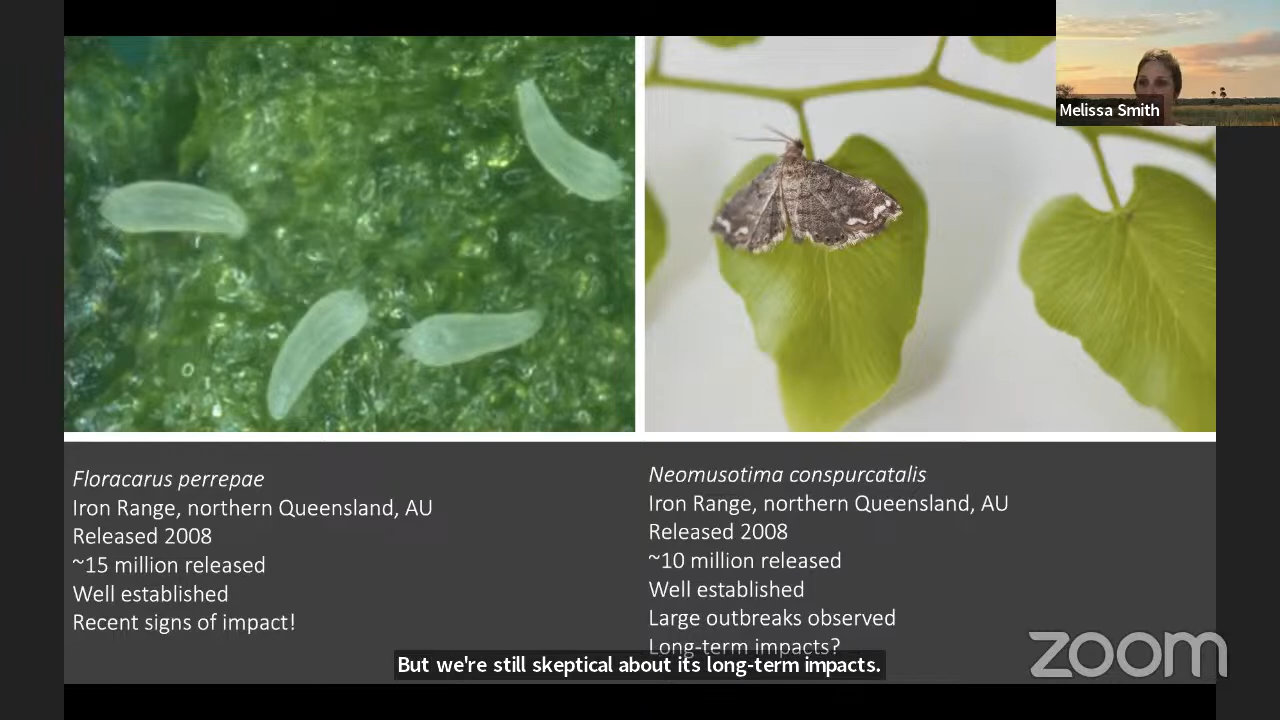 Melissa Smith
Floracarus perrepae
Iron Range, northern Queensland, AU
Released 2008
~15 million released
Well established
Recent signs of impact!
Neomusotima conspurcatalis
Iron Range, northern Queensland, AU
Released 2008
~10 million released
Well established
Large outbreaks observed
Long-term impacts?
But we're still skeptical about its long-term impacts.
zoom